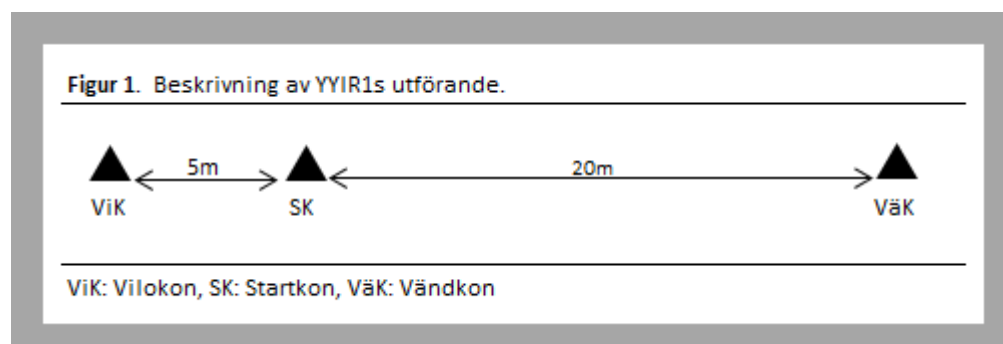 Figur 1.  Beskrivning av YYIR1s utförande.
5m 20m
ViK SK VäK
ViK: Vilokon, SK: Startkon, VäK: Vändkon